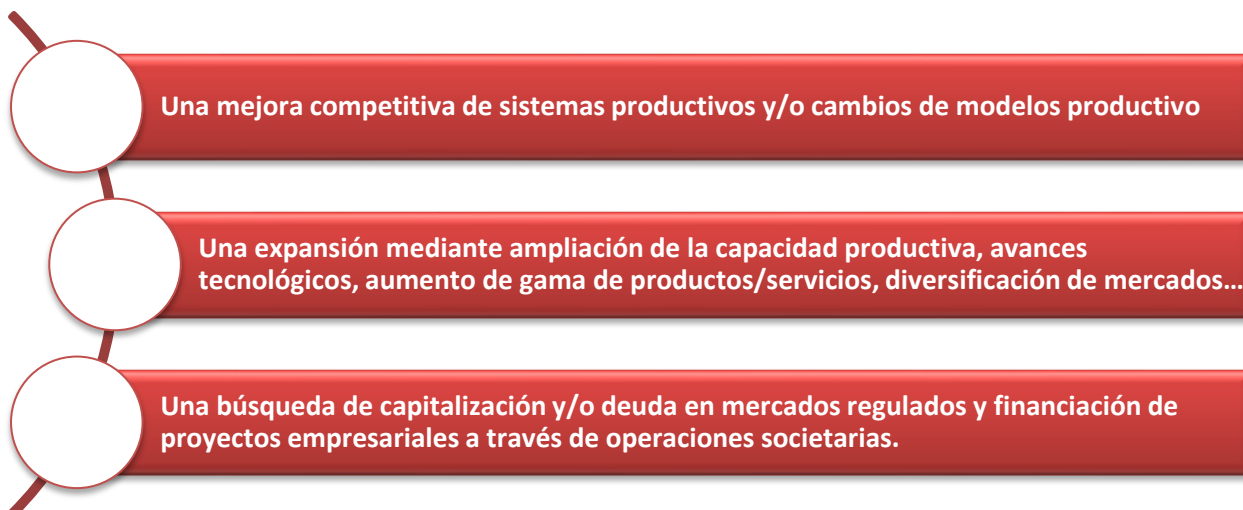 Una mejora competitiva de sistemas productivos y/o cambios de modelos productivo
Una expansión mediante ampliación de la capacidad productiva, avances
tecnológicos, aumento de gama de productos/servicios, diversificación de mercados…
Una búsqueda de capitalización y/o deuda en mercados regulados y financiación de
proyectos empresariales a través de operaciones societarias.